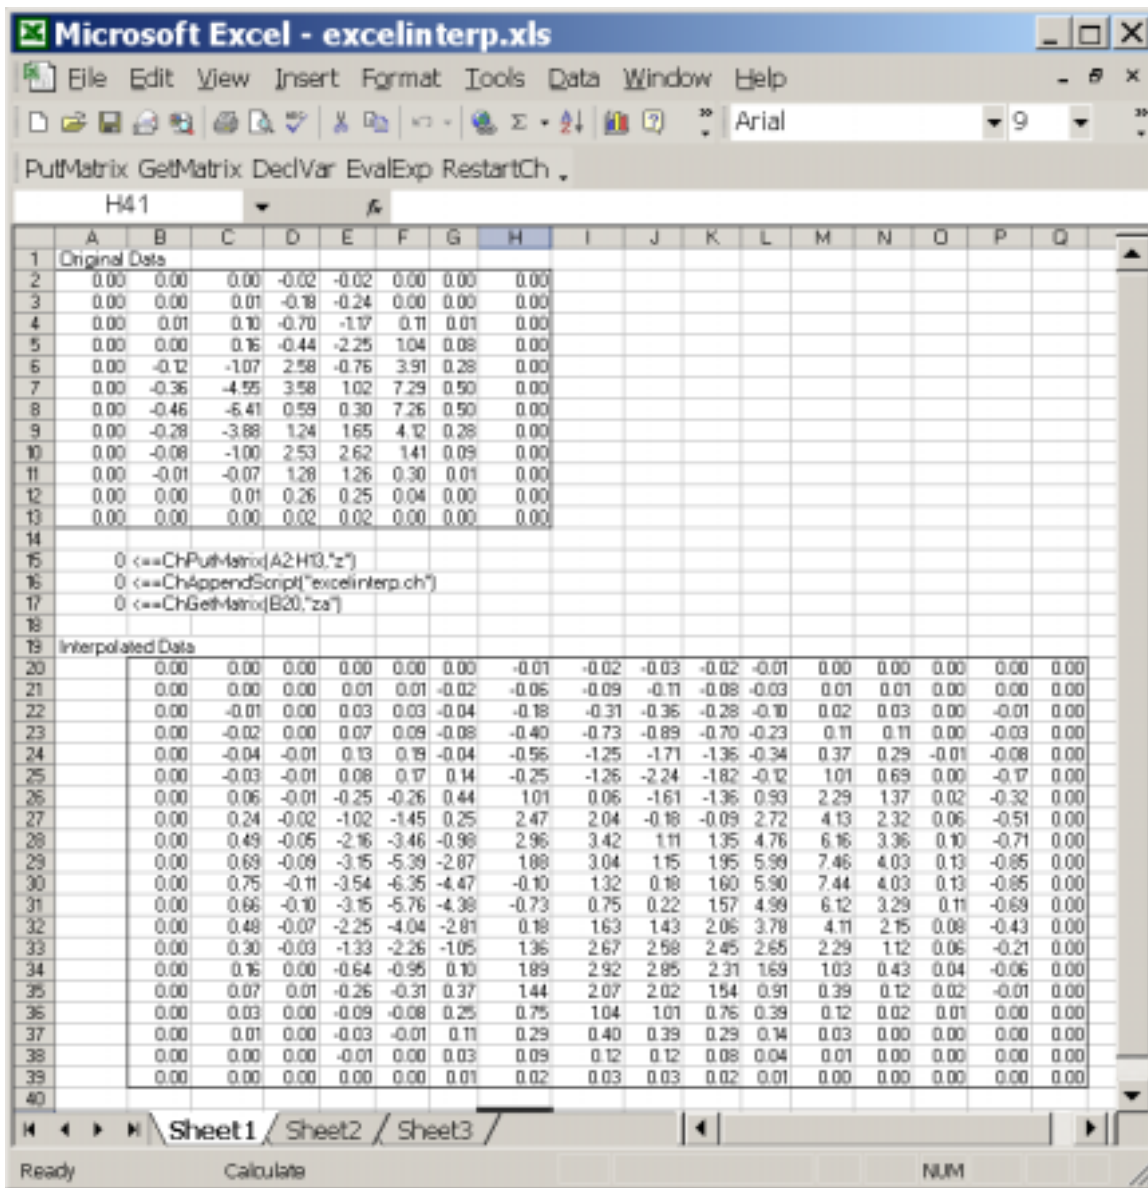 Microsoft Excel - excelinterp.xls
File Edit View Insert Format Tools Data Window Help
Arial 9
PutMatrix GetMatrix DeclVar EvalExp RestartCh
H41 fx
A B C D E F G H I J K L M N O P Q
1 Original Data
2 0.00 0.00 0.00 -0.02 -0.02 0.00 0.00 0.00
3 0.00 0.00 0.01 -0.18 -0.24 0.00 0.00 0.00
4 0.00 0.01 0.10 -0.70 -1.17 0.11 0.01 0.00
5 0.00 0.00 0.16 -0.44 -2.25 1.04 0.08 0.00
6 0.00 -0.12 -1.07 2.58 -0.76 3.91 0.28 0.00
7 0.00 -0.36 -4.55 3.58 1.02 7.29 0.50 0.00
8 0.00 -0.46 -6.41 0.59 0.30 7.26 0.50 0.00
9 0.00 -0.28 -3.88 1.24 1.65 4.12 0.28 0.00
10 0.00 -0.08 -1.00 2.53 2.62 1.41 0.09 0.00
11 0.00 -0.01 -0.07 1.28 1.26 0.30 0.01 0.00
12 0.00 0.00 0.01 0.26 0.25 0.04 0.00 0.00
13 0.00 0.00 0.00 0.02 0.02 0.00 0.00 0.00
14
15 0 <==ChPutMatrix(A2:H13,"z")
16 0 <==ChAppendScript("excelinterp.ch")
17 0 <==ChGetMatrix(B20,"za")
18
19 Interpolated Data
20 0.00 0.00 0.00 0.00 0.00 0.00 -0.01 -0.02 -0.03 -0.02 -0.01 0.00 0.00 0.00 0.00 0.00
21 0.00 0.00 0.00 0.01 0.01 -0.02 -0.06 -0.09 -0.11 -0.08 -0.03 0.01 0.01 0.00 0.00 0.00
22 0.00 -0.01 0.00 0.03 0.03 -0.04 -0.18 -0.31 -0.36 -0.28 -0.10 0.02 0.03 0.00 -0.01 0.00
23 0.00 -0.02 0.00 0.07 0.09 -0.08 -0.40 -0.73 -0.89 -0.70 -0.23 0.11 0.11 0.00 -0.03 0.00
24 0.00 -0.04 -0.01 0.13 0.19 -0.04 -0.56 -1.25 -1.71 -1.36 -0.34 0.37 0.29 -0.01 -0.08 0.00
25 0.00 -0.03 -0.01 0.08 0.17 0.14 -0.25 -1.26 -2.24 -1.82 -0.12 1.01 0.69 0.00 -0.17 0.00
26 0.00 0.06 -0.01 -0.25 -0.26 0.44 1.01 0.06 -1.61 -1.36 0.93 2.29 1.37 0.02 -0.32 0.00
27 0.00 0.24 -0.02 -1.02 -1.45 0.25 2.47 2.04 -0.18 -0.09 2.72 4.13 2.32 0.06 -0.51 0.00
28 0.00 0.49 -0.05 -2.16 -3.46 -0.98 2.96 3.42 1.11 1.35 4.76 6.16 3.36 0.10 -0.71 0.00
29 0.00 0.69 -0.09 -3.15 -5.39 -2.87 1.88 3.04 1.15 1.95 5.99 7.46 4.03 0.13 -0.85 0.00
30 0.00 0.75 -0.11 -3.54 -6.35 -4.47 -0.10 1.32 0.18 1.60 5.90 7.44 4.03 0.13 -0.85 0.00
31 0.00 0.66 -0.10 -3.15 -5.76 -4.38 -0.73 0.75 0.22 1.57 4.99 6.12 3.29 0.11 -0.69 0.00
32 0.00 0.48 -0.07 -2.25 -4.04 -2.81 0.18 1.63 1.43 2.06 3.78 4.11 2.15 0.08 -0.43 0.00
33 0.00 0.30 -0.03 -1.33 -2.26 -1.05 1.36 2.67 2.58 2.45 2.65 2.29 1.12 0.06 -0.21 0.00
34 0.00 0.16 0.00 -0.64 -0.95 0.10 1.89 2.92 2.85 2.31 1.69 1.03 0.43 0.04 -0.06 0.00
35 0.00 0.07 0.01 -0.26 -0.31 0.37 1.44 2.07 2.02 1.54 0.91 0.39 0.12 0.02 -0.01 0.00
36 0.00 0.03 0.00 -0.09 -0.08 0.25 0.75 1.04 1.01 0.76 0.39 0.12 0.02 0.01 0.00 0.00
37 0.00 0.01 0.00 -0.03 -0.01 0.11 0.29 0.40 0.39 0.29 0.14 0.03 0.00 0.00 0.00 0.00
38 0.00 0.00 0.00 -0.01 0.00 0.03 0.09 0.12 0.12 0.08 0.04 0.01 0.00 0.00 0.00 0.00
39 0.00 0.00 0.00 0.00 0.00 0.01 0.02 0.03 0.03 0.02 0.01 0.00 0.00 0.00 0.00 0.00
40
Sheet1 Sheet2 Sheet3
Ready Calculate NUM